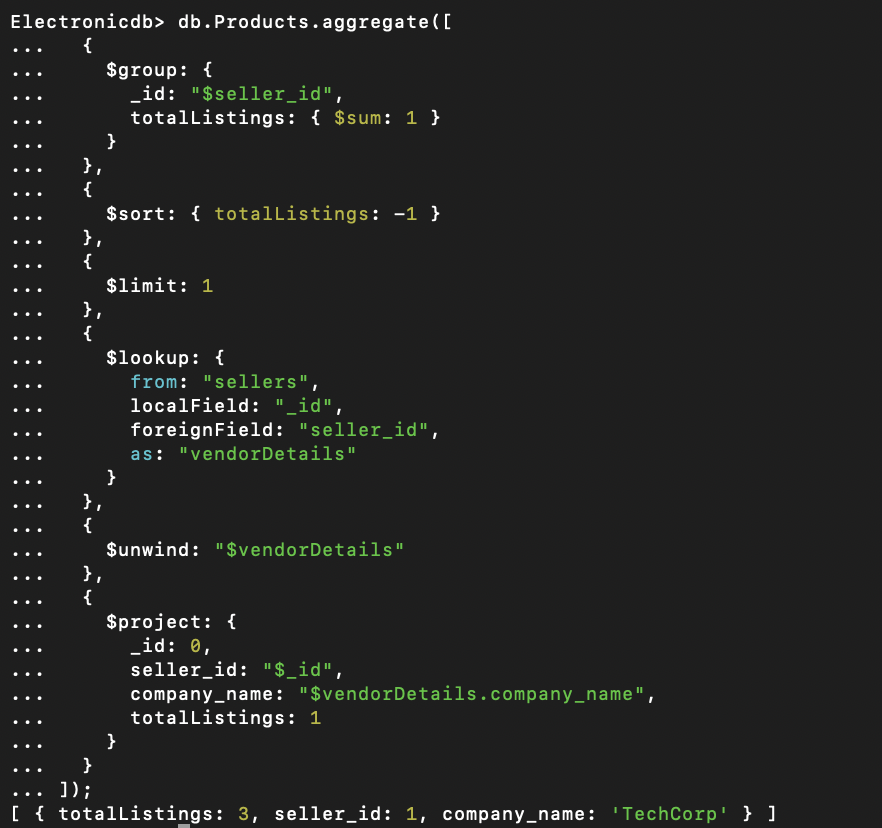 Electronicdb> db.Products.aggregate([
...   {
...     $group: {
...       _id: "$seller_id",
...       totalListings: { $sum: 1 }
...     }
...   },
...   {
...     $sort: { totalListings: -1 }
...   },
...   {
...     $limit: 1
...   },
...   {
...     $lookup: {
...       from: "sellers",
...       localField: "_id",
...       foreignField: "seller_id",
...       as: "vendorDetails"
...     }
...   },
...   {
...     $unwind: "$vendorDetails"
...   },
...   {
...     $project: {
...       _id: 0,
...       seller_id: "$_id",
...       company_name: "$vendorDetails.company_name",
...       totalListings: 1
...     }
...   }
... ]);
[ { totalListings: 3, seller_id: 1, company_name: 'TechCorp' } ]